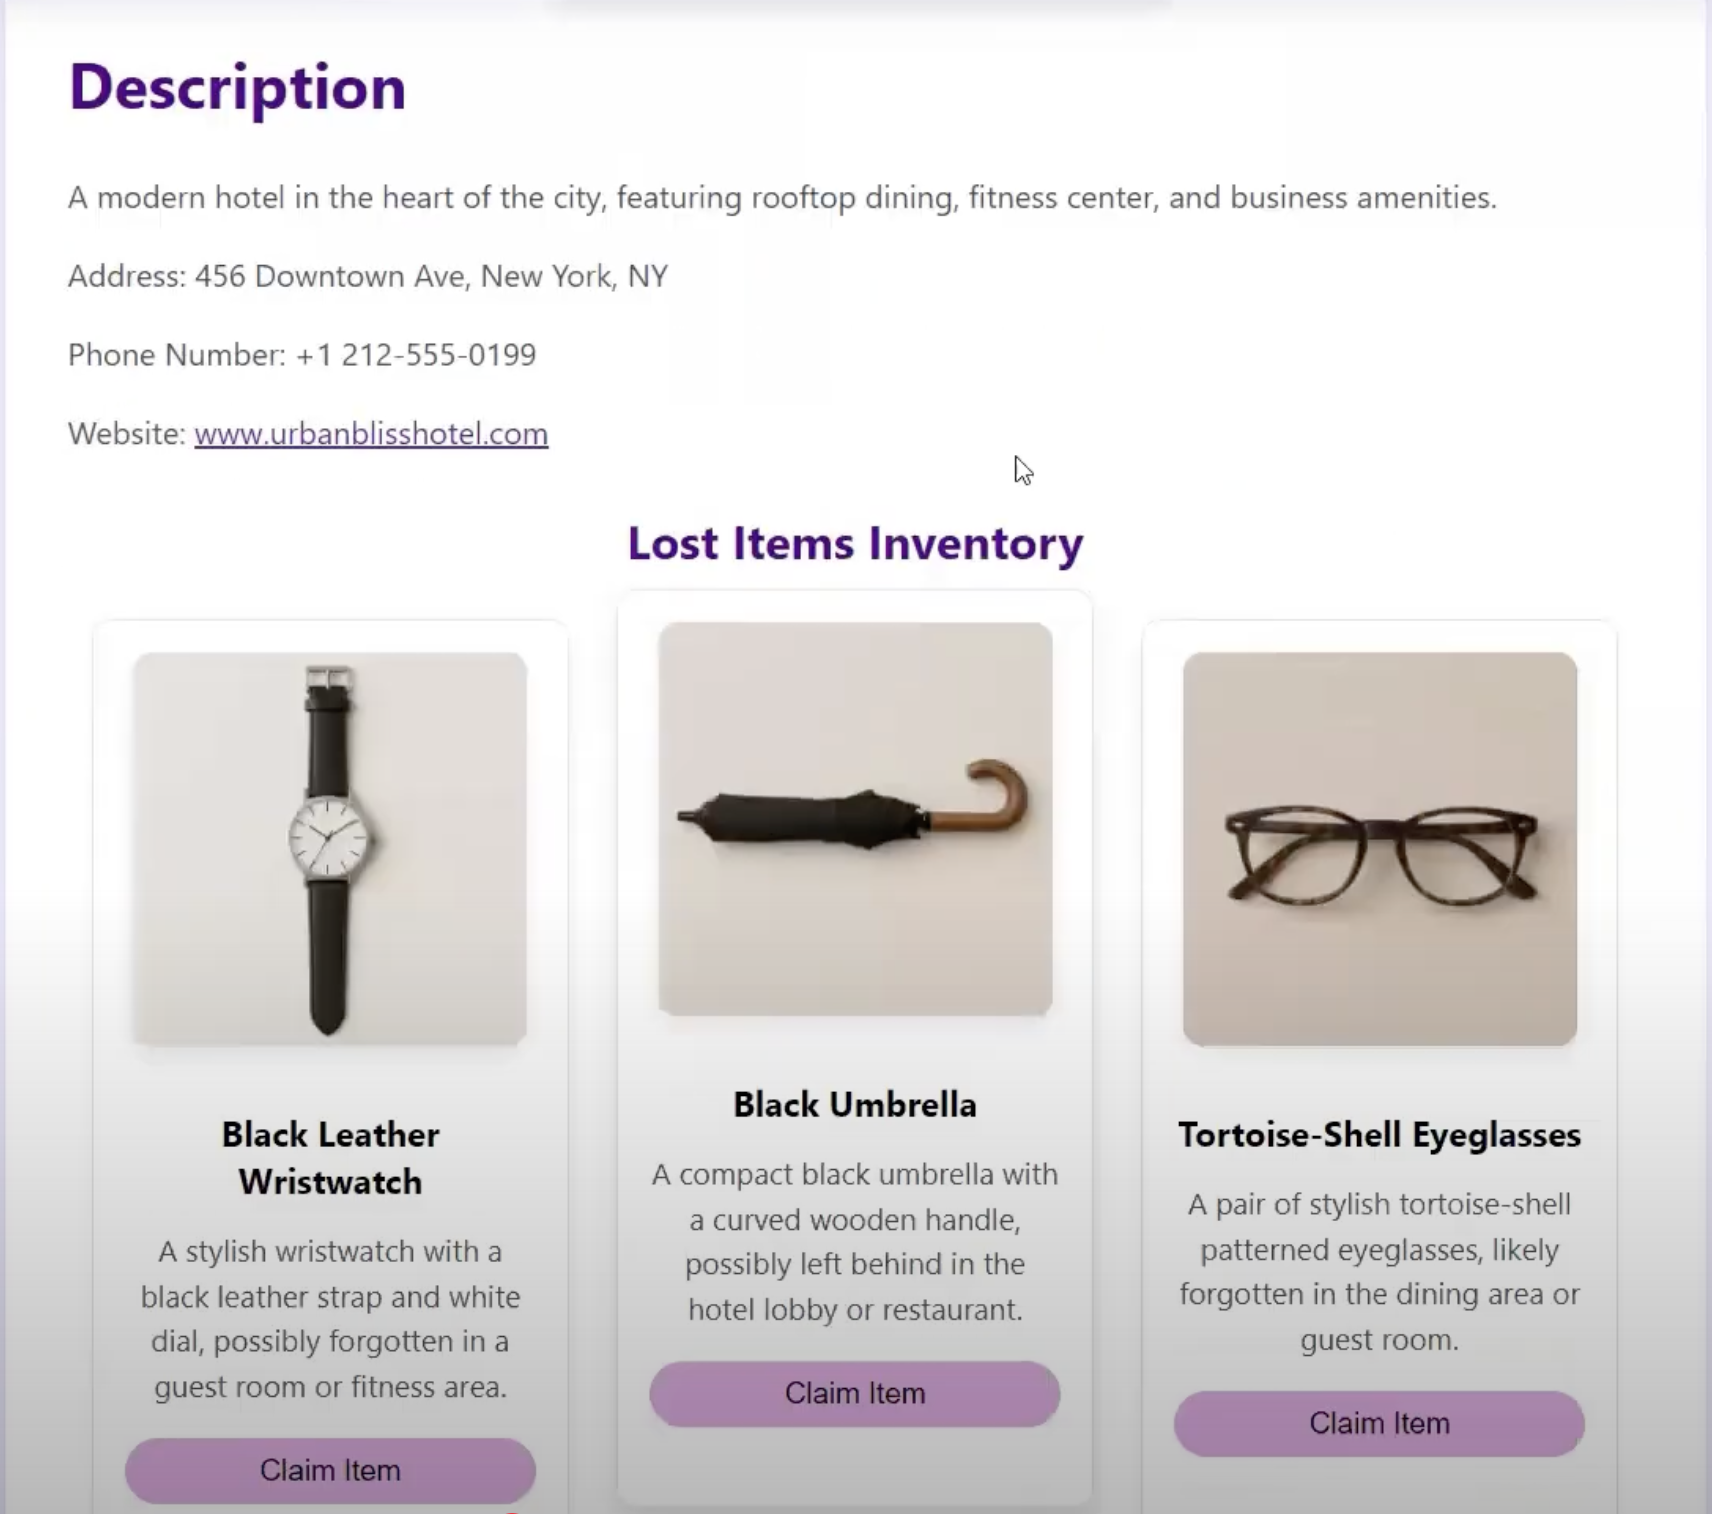 Description
A modern hotel in the heart of the city, featuring rooftop dining, fitness center, and business amenities.
Address: 456 Downtown Ave, New York, NY
Phone Number: +1 212-555-0199
Website: www.urbanblisshotel.com
Lost Items Inventory
Black Leather
Wristwatch
A stylish wristwatch with a
black leather strap and white
dial, possibly forgotten in a
guest room or fitness area.
Claim Item
Black Umbrella
A compact black umbrella with
a curved wooden handle,
possibly left behind in the
hotel lobby or restaurant.
Claim Item
Tortoise-Shell Eyeglasses
A pair of stylish tortoise-shell
patterned eyeglasses, likely
forgotten in the dining area or
guest room.
Claim Item